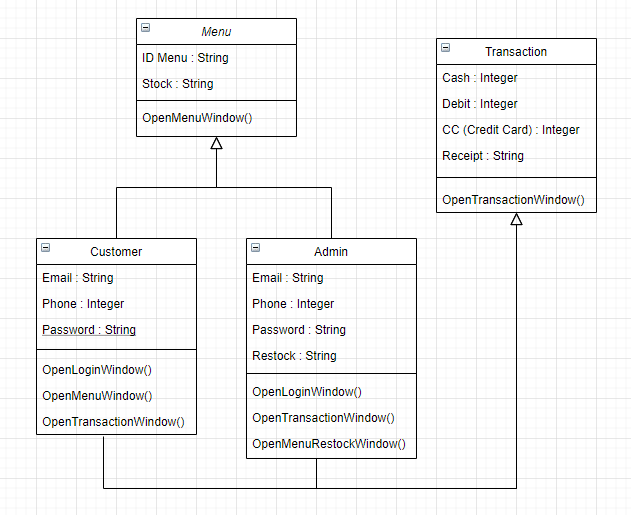 Menu
ID Menu : String
Stock : String
OpenMenuWindow()
Transaction
Cash : Integer
Debit : Integer
CC (Credit Card) : Integer
Receipt : String
OpenTransactionWindow()
Customer
Email : String
Phone : Integer
Password : String
OpenLoginWindow()
OpenMenuWindow()
OpenTransactionWindow()
Admin
Email : String
Phone : Integer
Password : String
Restock : String
OpenLoginWindow()
OpenTransactionWindow()
OpenMenuRestockWindow()